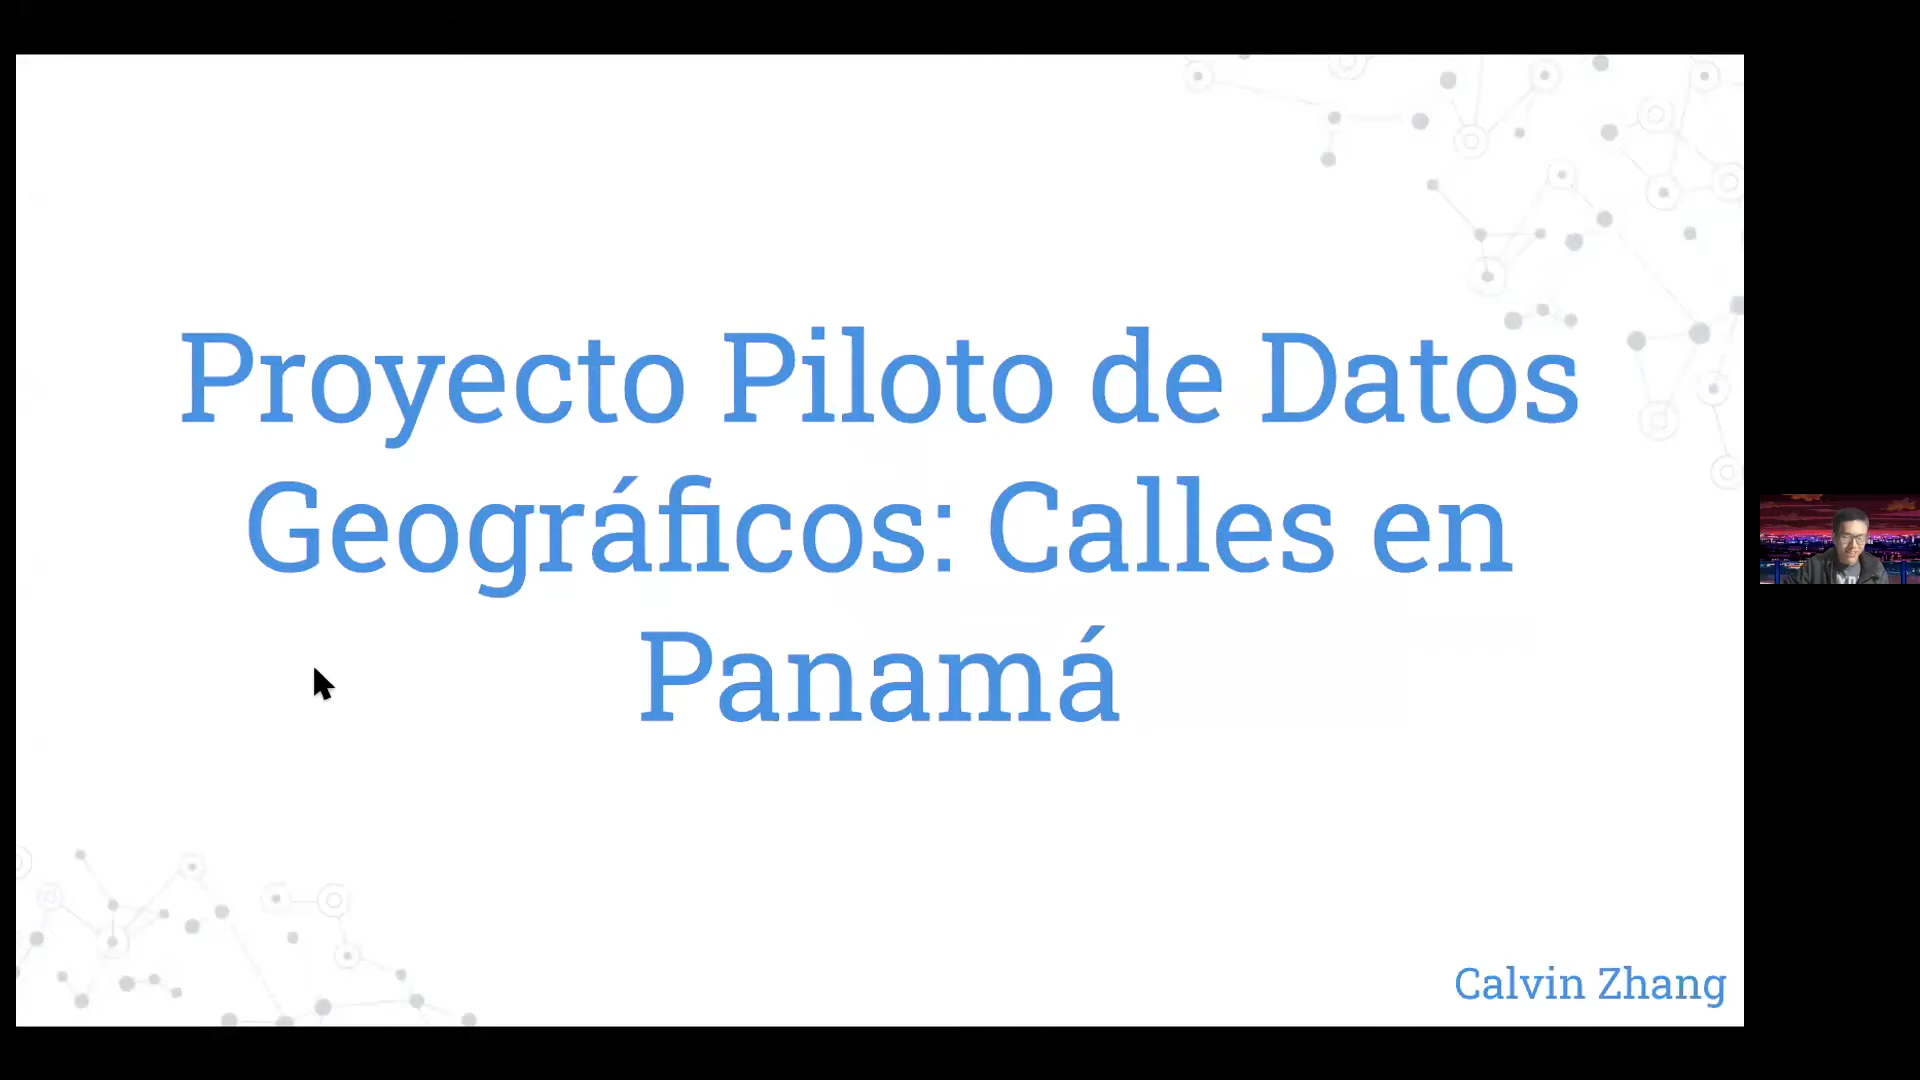 Proyecto Piloto de Datos
Geográficos: Calles en
Panamá
Calvin Zhang